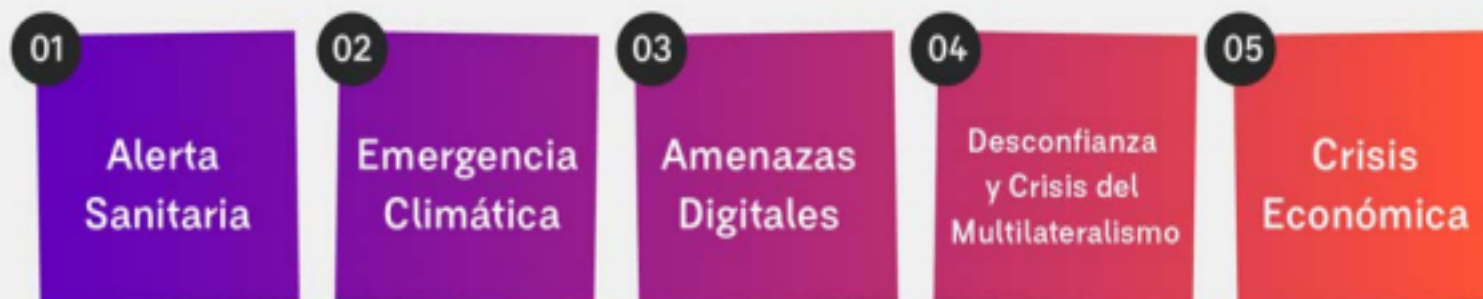 01
Alerta
Sanitaria
02
Emergencia
Climática
03
Amenazas
Digitales
04
Desconfianza
y Crisis del
Multilateralismo
05
Crisis
Económica